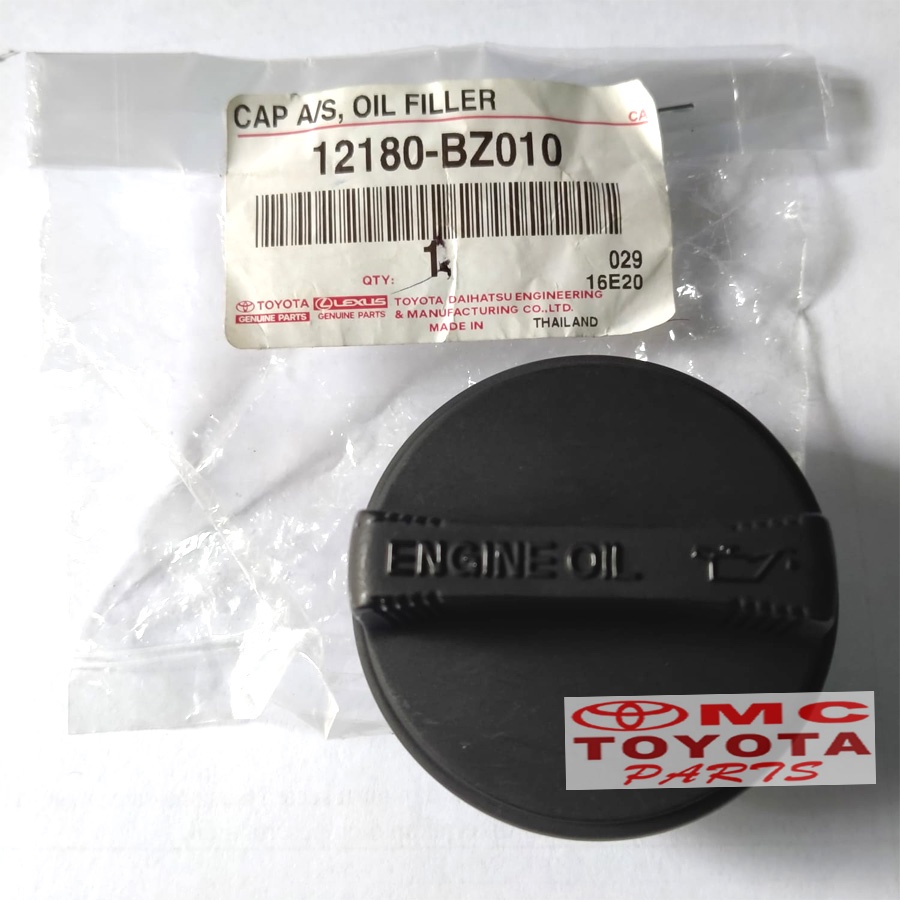 CAP A/S, OIL FILLER
CA
12180-BZ010
1
QTY:
029
16E20
TOYOTA
GENUINE PARTS
LEXUS
GENUINE PARTS
TOYOTA DAIHATSU ENGINEERING
& MANUFACTURING CO.,LTD.
MADE IN THAILAND
ENGINE OIL
MC
TOYOTA
PARTS